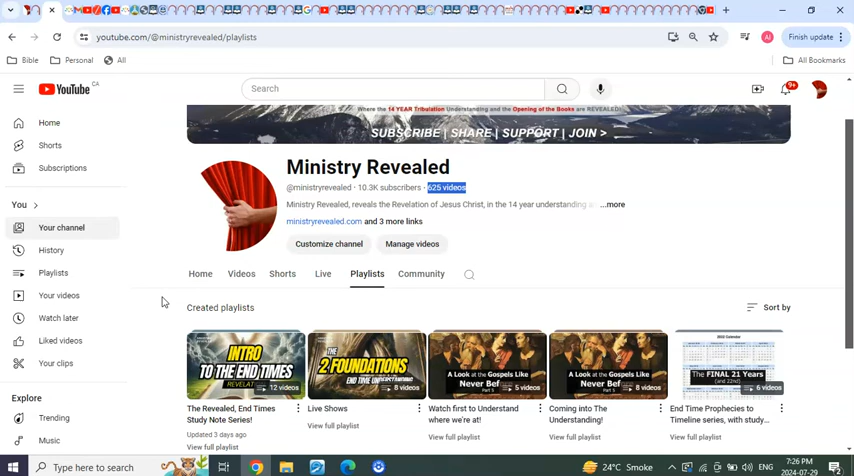 Finish update
youtube.com/@ministryrevealed/playlists
Bible
Personal
All
All Bookmarks
YouTube CA
Search
9+
Where the 14 YEAR Tribulation Understanding and the Opening of the Books are REVEALED!
SUBSCRIBE | SHARE | SUPPORT | JOIN >
Home
Shorts
Subscriptions
You >
Your channel
History
Playlists
Your videos
Watch later
Liked videos
Your clips
Explore
Trending
Music
Ministry Revealed
@ministryrevealed · 10.3K subscribers · 625 videos
Ministry Revealed, reveals the Revelation of Jesus Christ, in the 14 year understanding ...more
ministryrevealed.com and 3 more links
Customize channel
Manage videos
Home Videos Shorts Live Playlists Community
Created playlists
Sort by
INTRO
TO THE END TIMES
12 videos
The Revealed, End Times
Study Note Series!
Updated 3 days ago
View full playlist
THE
2 FOUNDATIONS
8 videos
Live Shows
View full playlist
A Look at the Gospels Like
Never Bef
5 videos
Watch first to Understand
where we're at!
View full playlist
A Look at the Gospels Like
Never Bef
8 videos
Coming into The
Understanding!
View full playlist
2022 Calendar
The FINAL 21 YEARS
(and 22nd)
6 videos
End Time Prophecies to
Timeline series, with study...
View full playlist
Type here to search
24°C Smoke
ENG
7:26 PM
2024-07-29